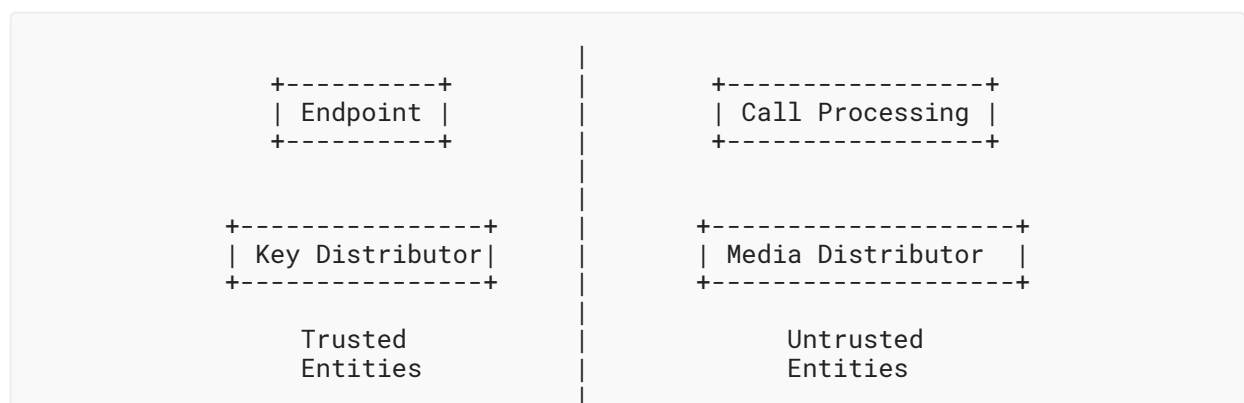 |
   +----------+        |        +-----------------+
   | Endpoint |        |        | Call Processing |
   +----------+        |        +-----------------+
                       |
                       |
+----------------+     |       +--------------------+
| Key Distributor|     |       | Media Distributor  |
+----------------+     |       +--------------------+
                       |
     Trusted           |             Untrusted
     Entities          |             Entities
                       |